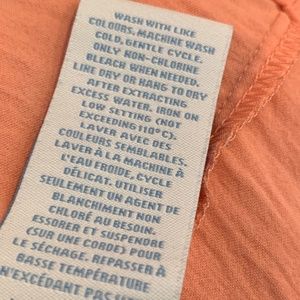 WASH WITH LIKE
COLOURS, MACHINE WASH
COLD, GENTLE CYCLE.
ONLY NON-CHLORINE
BLEACH WHEN NEEDED.
LINE DRY OR HANG TO DRY
AFTER EXTRACTING
EXCESS WATER. IRON ON
LOW SETTING (NOT
EXCEEDING 110°C).
LAVER AVEC DES
COULEURS SEMBLABLES.
LAVER À LA MACHINE À
L'EAU FROIDE, CYCLE
DÉLICAT. UTILISER
SEULEMENT UN AGENT DE
BLANCHIMENT NON
CHLORÉ AU BESOIN.
ESSORER ET SUSPENDRE
(SUR UNE CORDE) POUR
LE SÉCHAGE. REPASSER À
BASSE TEMPÉRATURE
N'EXCÉDANT PAS